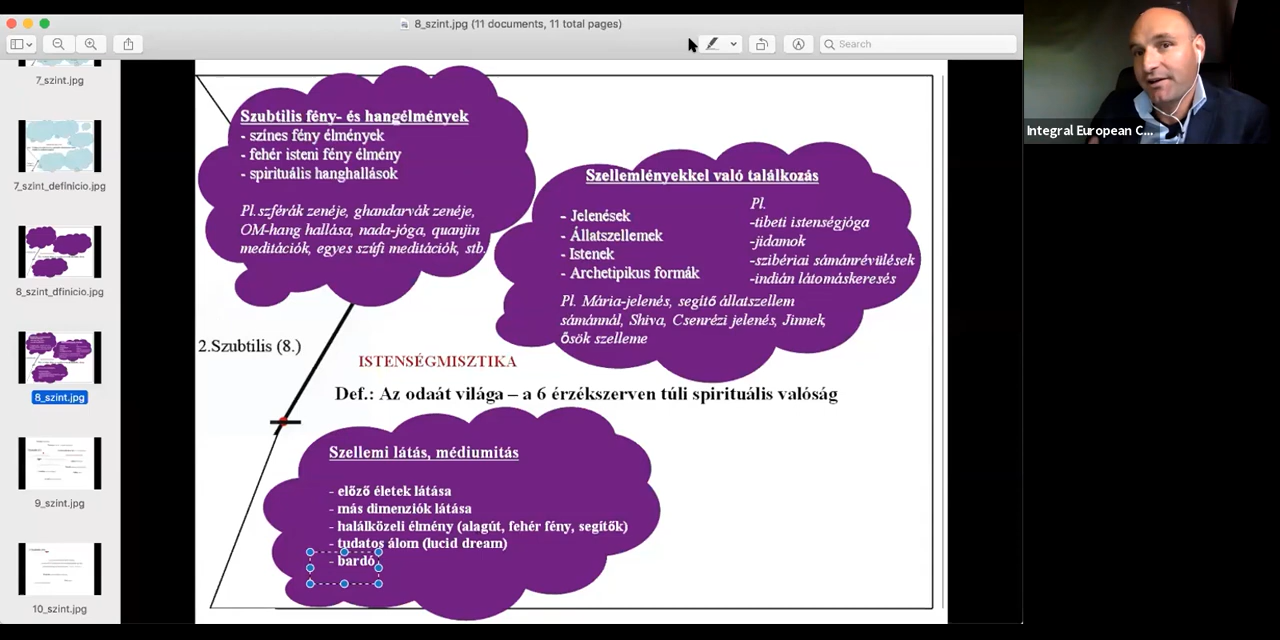 8_szint.jpg (11 documents, 11 total pages)
Search
7_szint.jpg
7_szint_definicio.jpg
8_szint_dfinicio.jpg
8_szint.jpg
9_szint.jpg
10_szint.jpg
Szubtilis fény- és hangélmények
- színes fény élmények
- fehér isteni fény élmény
- spirituális hanghallások
Pl.szférák zenéje, ghandarvák zenéje,
OM-hang hallása, nada-jóga, quanjin
meditációk, egyes szúfi meditációk, stb.
Szellemlényekkel való találkozás
- Jelenések
- Állatszellemek
- Istenek
- Archetipikus formák
Pl.
-tibeti istenségjóga
-jidamok
-szibériai sámánrévülések
-indián látomáskeresés
Pl. Mária-jelenés, segítő állatszellem
sámánnál, Shiva, Csenrézi jelenés, Jinnek,
ősök szelleme
2.Szubtilis (8.)
ISTENSÉGMISZTIKA
Def.: Az odaát világa – a 6 érzékszerven túli spirituális valóság
Szellemi látás, médiumitás
- előző életek látása
- más dimenziók látása
- halálközeli élmény (alagút, fehér fény, segítők)
- tudatos álom (lucid dream)
- bardó
Integral European C...